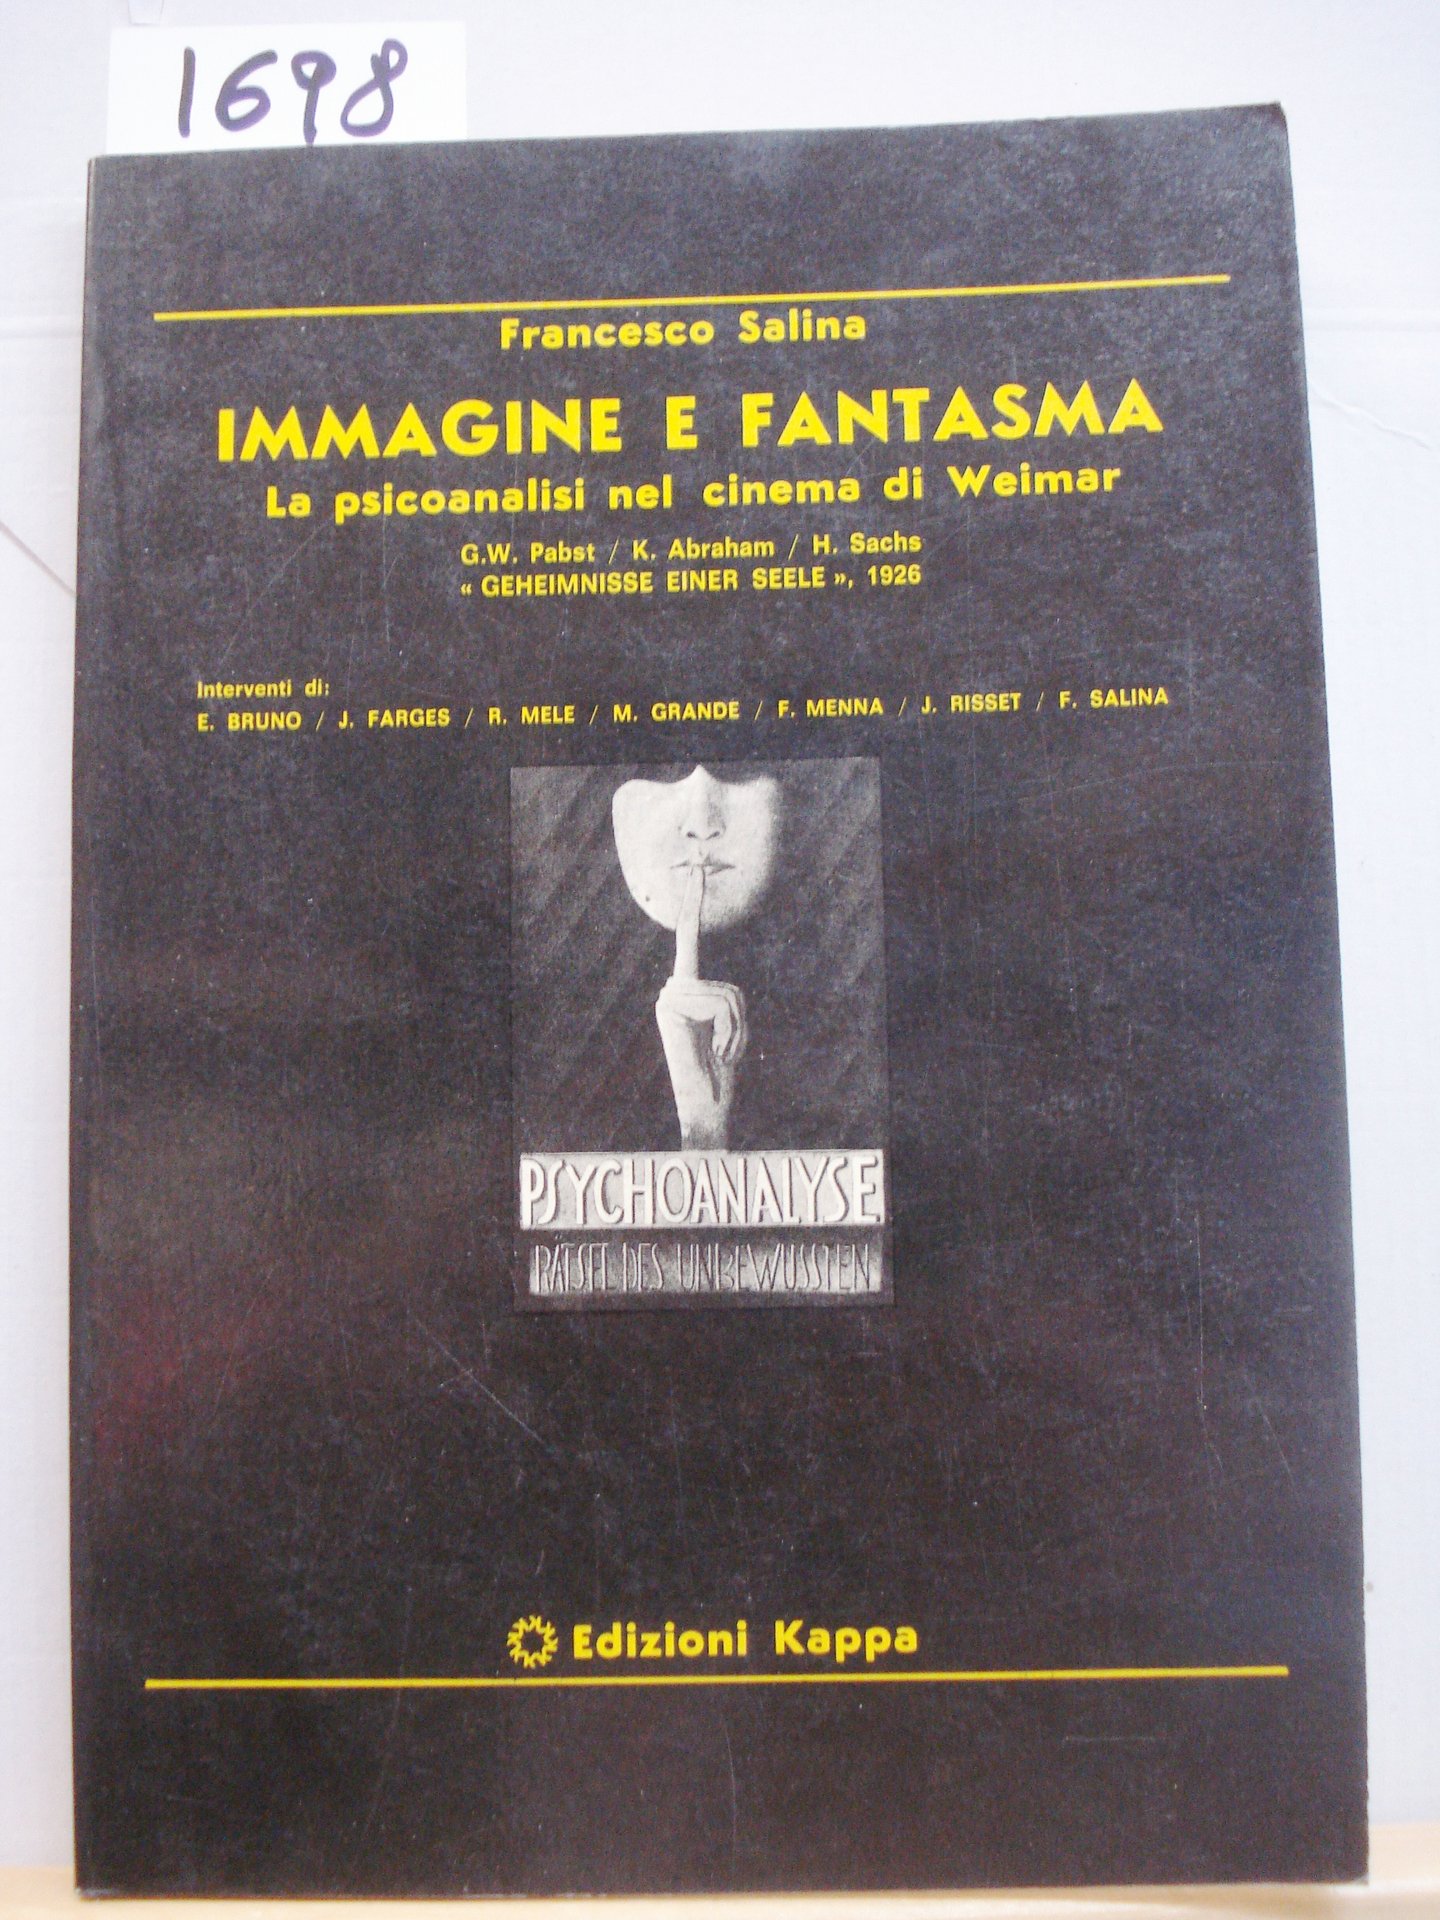 1698
Francesco Salina
IMMAGINE E FANTASMA
La psicoanalisi nel cinema di Weimar
G.W. Pabst / K. Abraham / H. Sachs
« GEHEIMNISSE EINER SEELE », 1926
Interventi di:
E. BRUNO / J. FARGES / R. MELE / M. GRANDE / F. MENNA / J. RISSET / F. SALINA
PSYCHOANALYSE
RÄTSEL DES UNBEWUSSTEN
Edizioni Kappa